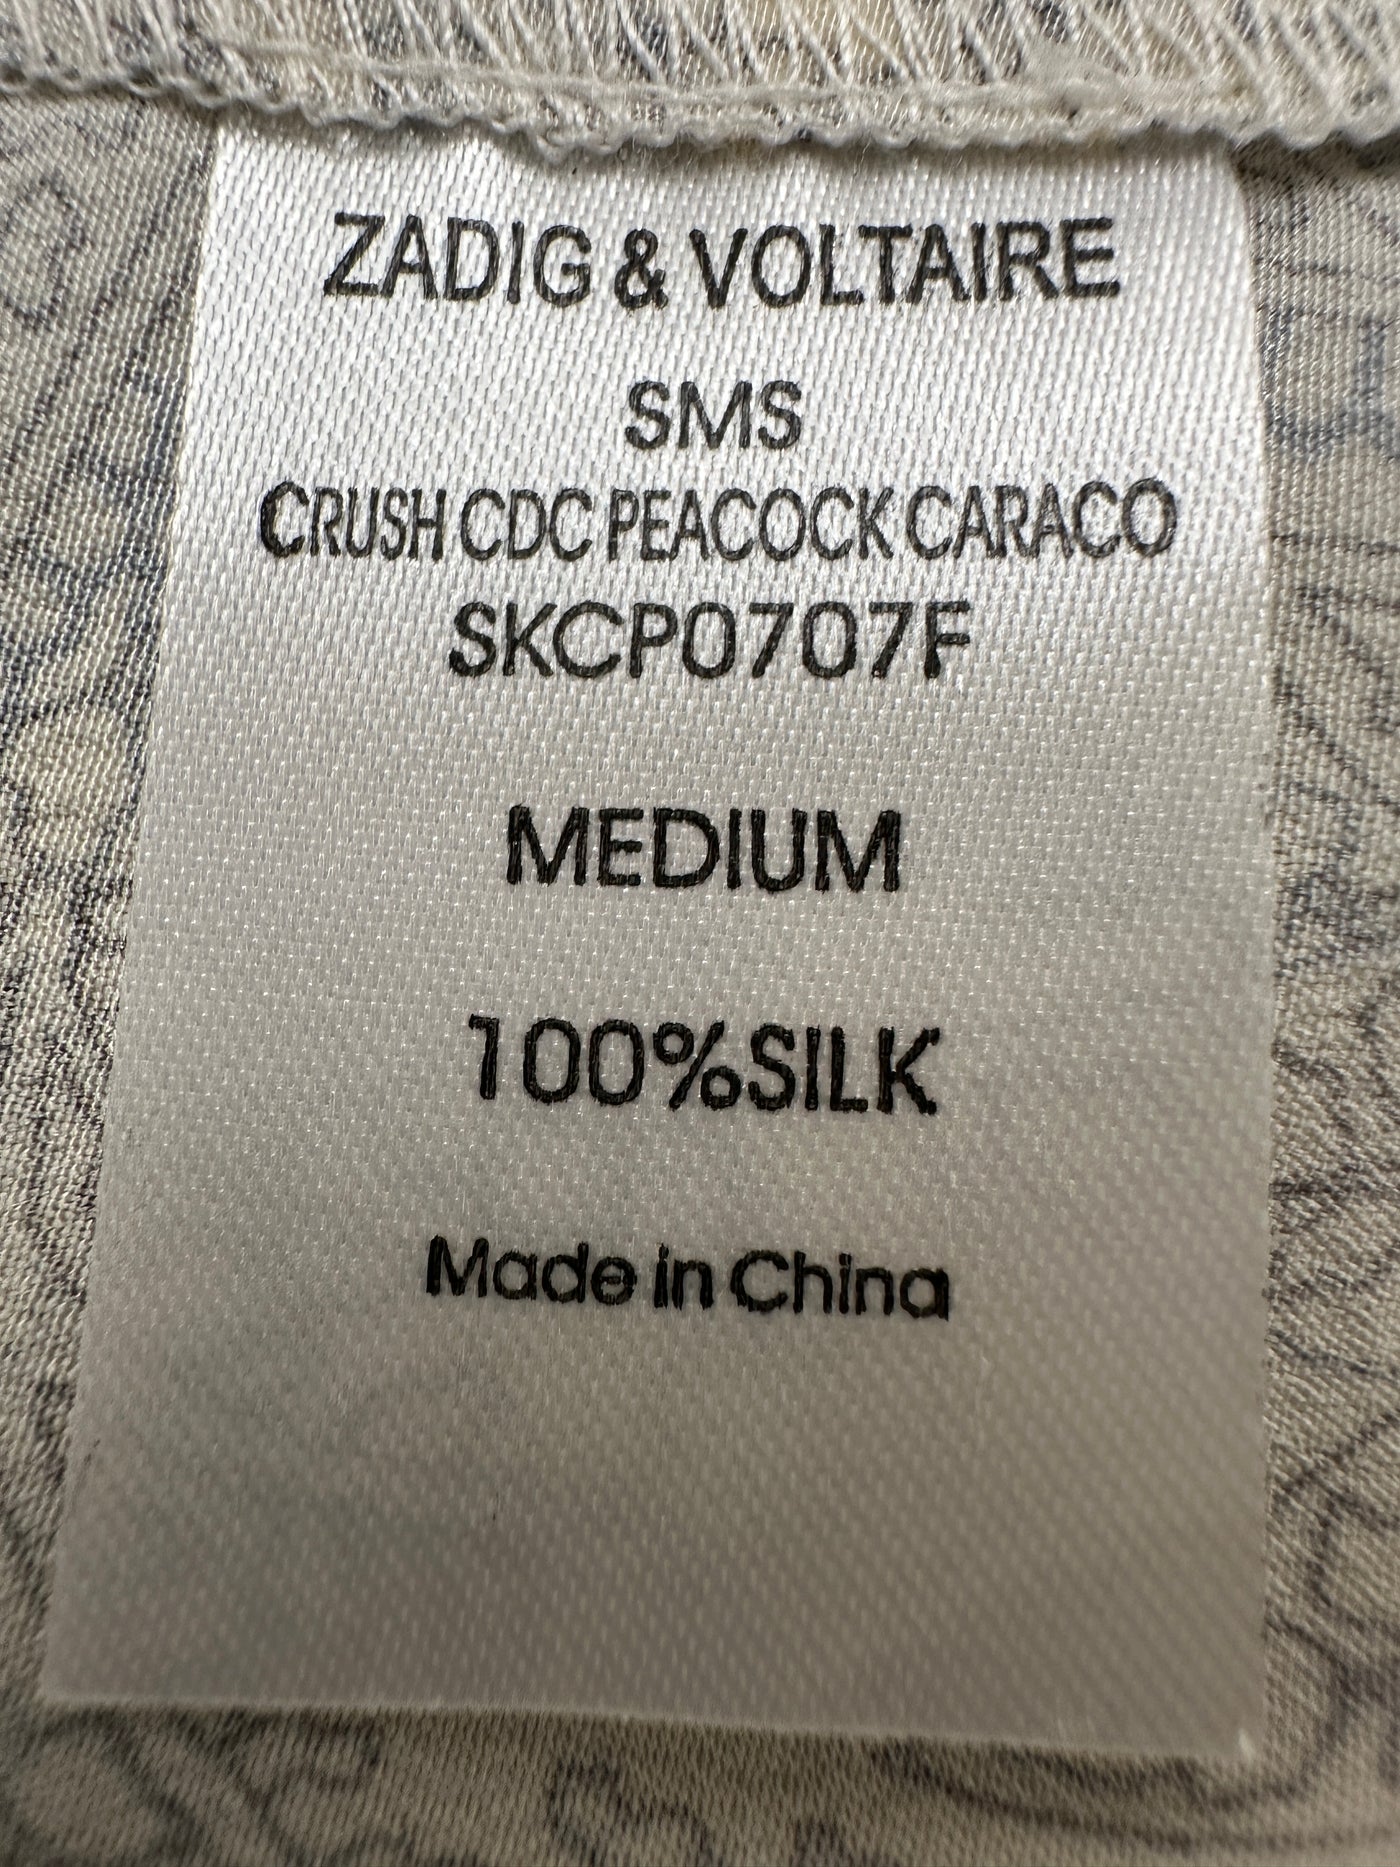 ZADIG & VOLTAIRE
SMS
CRUSH CDC PEACOCK CARACO
SKCP0707F
MEDIUM
100%SILK
Made in China